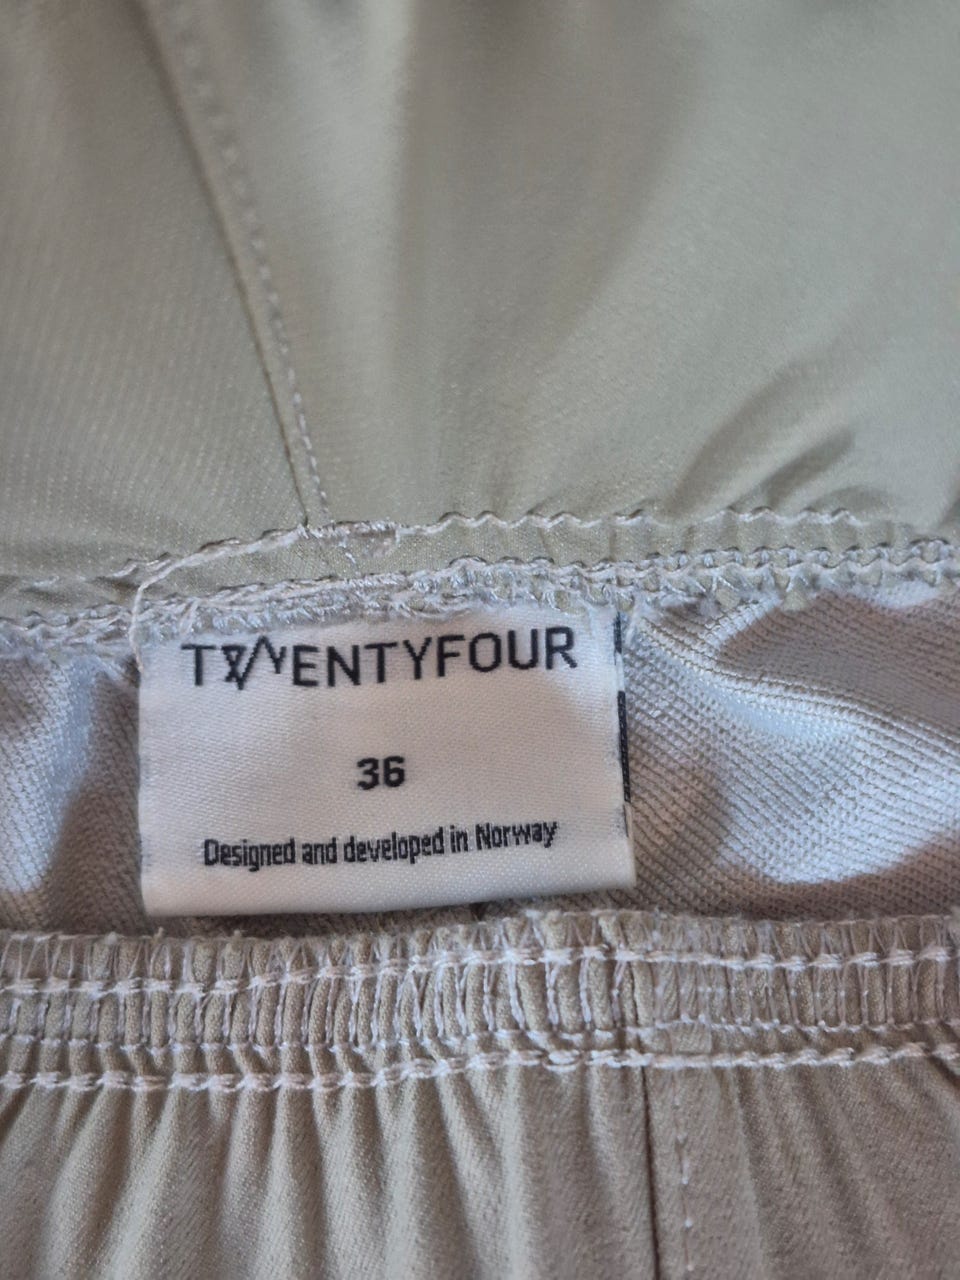 TWENTYFOUR
36
Designed and developed in Norway